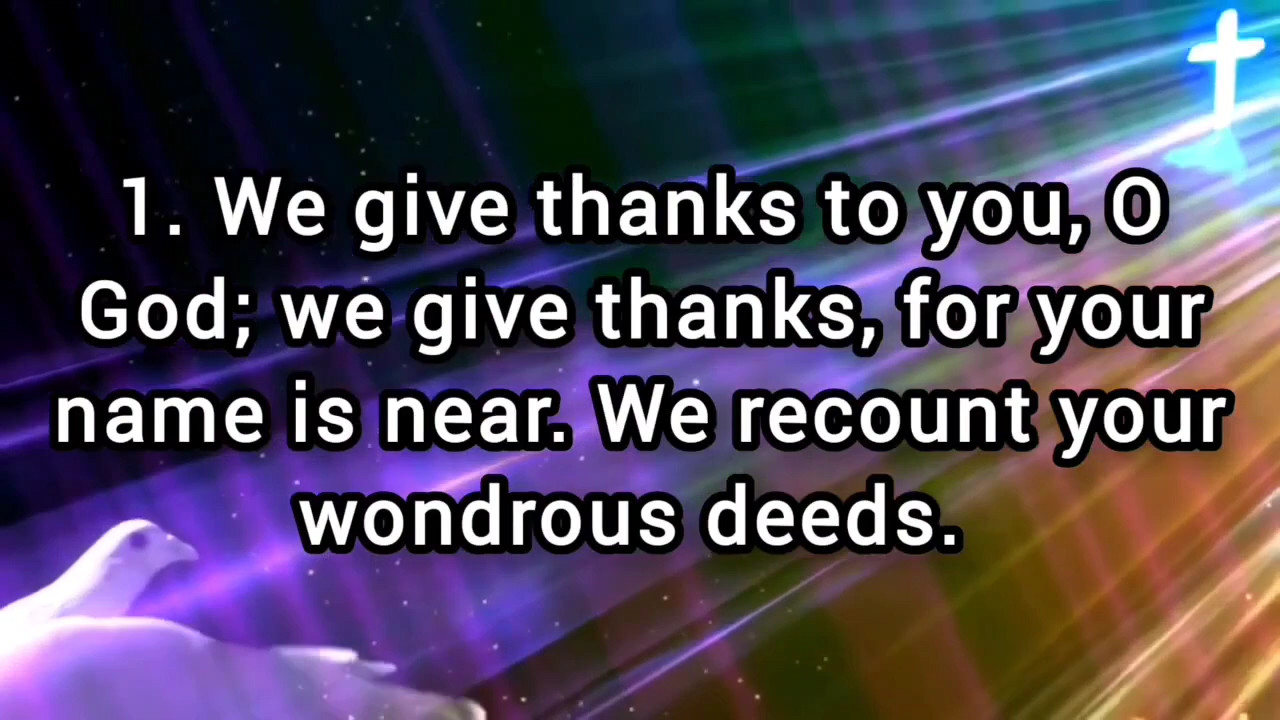 1. We give thanks to you, O
God; we give thanks, for your
name is near. We recount your
wondrous deeds.